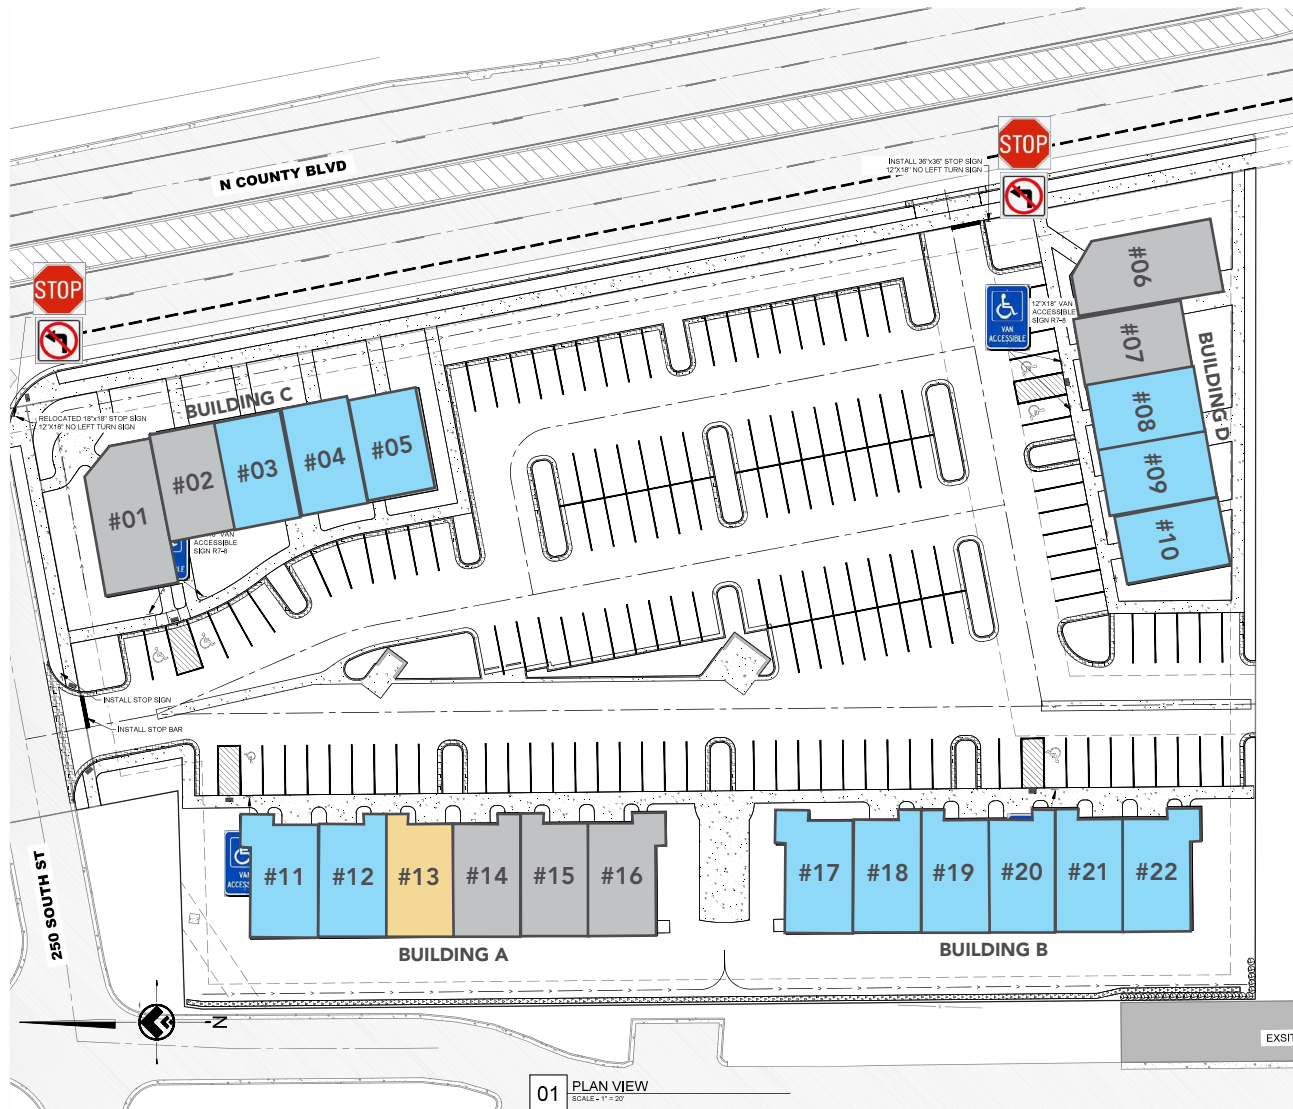 N COUNTY BLVD
STOP
INSTALL 36"x36" STOP SIGN
12"X18" NO LEFT TURN SIGN
STOP
RELOCATED 18"x18" STOP SIGN
12"X18" NO LEFT TURN SIGN
VAN
ACCESSIBLE
12"X18" VAN
ACCESSIBLE
SIGN R7-8
BUILDING C
#01
#02
#03
#04
#05
VAN
ACCESSIBLE
SIGN R7-8
BUILDING D
#06
#07
#08
#09
#10
INSTALL STOP SIGN
INSTALL STOP BAR
250 SOUTH ST
VAN
#11
#12
#13
#14
#15
#16
BUILDING A
#17
#18
#19
#20
#21
#22
BUILDING B
N
EXSIT
01
PLAN VIEW
SCALE - 1" = 20'